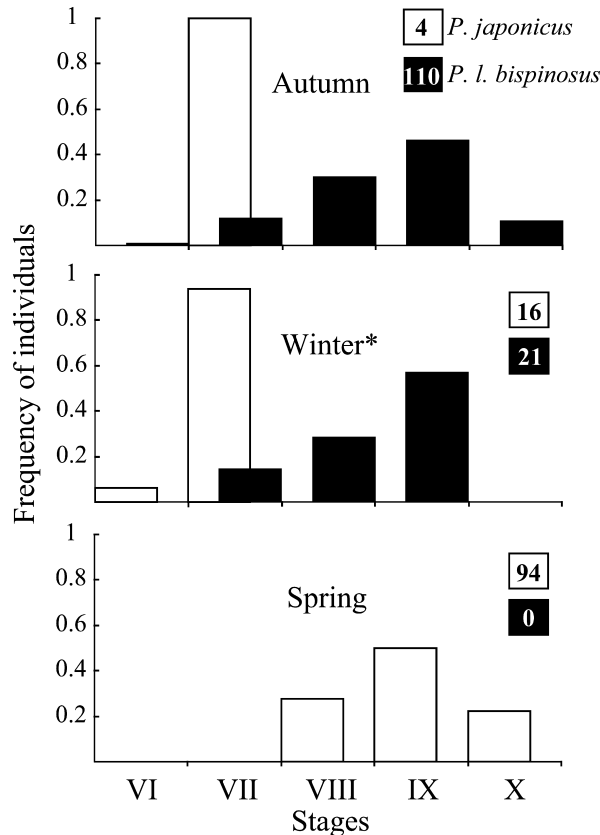 1
0.8
0.6
0.4
0.2
Autumn
4 P. japonicus
110 P. l. bispinosus
Frequency of individuals
1
0.8
0.6
0.4
0.2
Winter*
16
21
1
0.8
0.6
0.4
0.2
Spring
94
0
VI VII VIII IX X
Stages